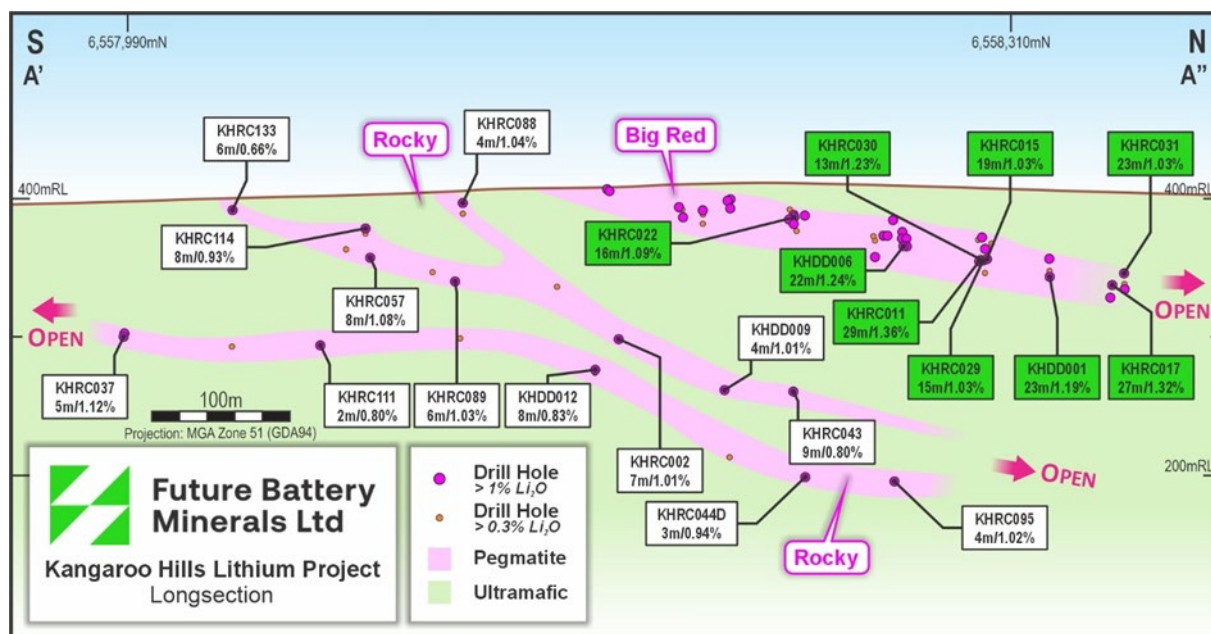 S
A'
6,557,990mN
6,558,310mN
N
A"
KHRC133
6m/0.66%
Rocky
KHRC088
4m/1.04%
Big Red
KHRC030
13m/1.23%
KHRC015
19m/1.03%
KHRC031
23m/1.03%
400mRL
400mRL
KHRC114
8m/0.93%
KHRC022
16m/1.09%
KHDD006
22m/1.24%
KHRC057
8m/1.08%
KHRC011
29m/1.36%
OPEN
OPEN
KHDD009
4m/1.01%
KHRC037
5m/1.12%
KHRC111
2m/0.80%
KHRC089
6m/1.03%
KHDD012
8m/0.83%
KHRC029
15m/1.03%
KHDD001
23m/1.19%
KHRC017
27m/1.32%
100m
Projection: MGA Zone 51 (GDA94)
KHRC043
9m/0.80%
KHRC002
7m/1.01%
200mRL
OPEN
KHRC044D
3m/0.94%
KHRC095
4m/1.02%
Rocky
Future Battery
Minerals Ltd
Kangaroo Hills Lithium Project
Longsection
Drill Hole
> 1% Li₂O
Drill Hole
> 0.3% Li₂O
Pegmatite
Ultramafic